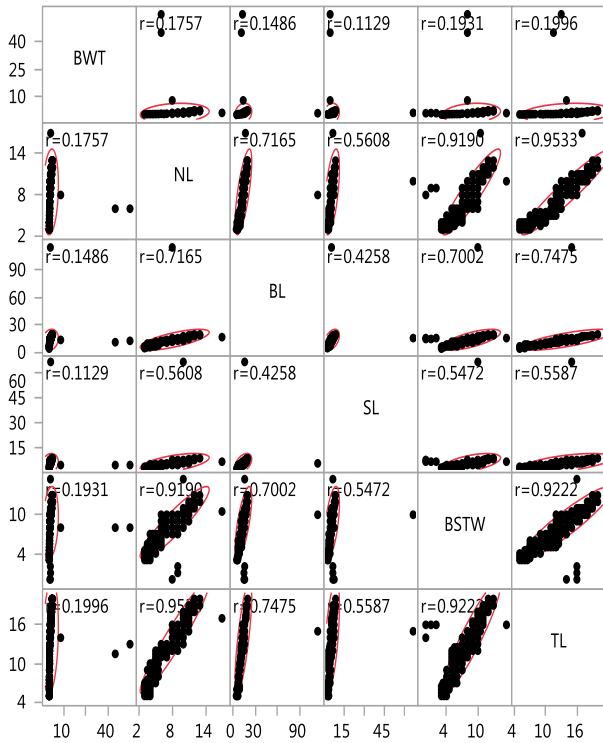 40
25
10
BWT
r=0.1757
r=0.1486
r=0.1129
r=0.1931
r=0.1996
14
8
2
r=0.1757
NL
r=0.7165
r=0.5608
r=0.9190
r=0.9533
90
60
30
0
r=0.1486
r=0.7165
BL
r=0.4258
r=0.7002
r=0.7475
60
45
15
r=0.1129
r=0.5608
r=0.4258
SL
r=0.5472
r=0.5587
10
4
r=0.1931
r=0.9190
r=0.7002
r=0.5472
BSTW
r=0.9222
16
10
4
r=0.1996
r=0.9533
r=0.7475
r=0.5587
r=0.9222
TL
10 40 2 8 14 0 30 90 15 45 4 10 4 10 16